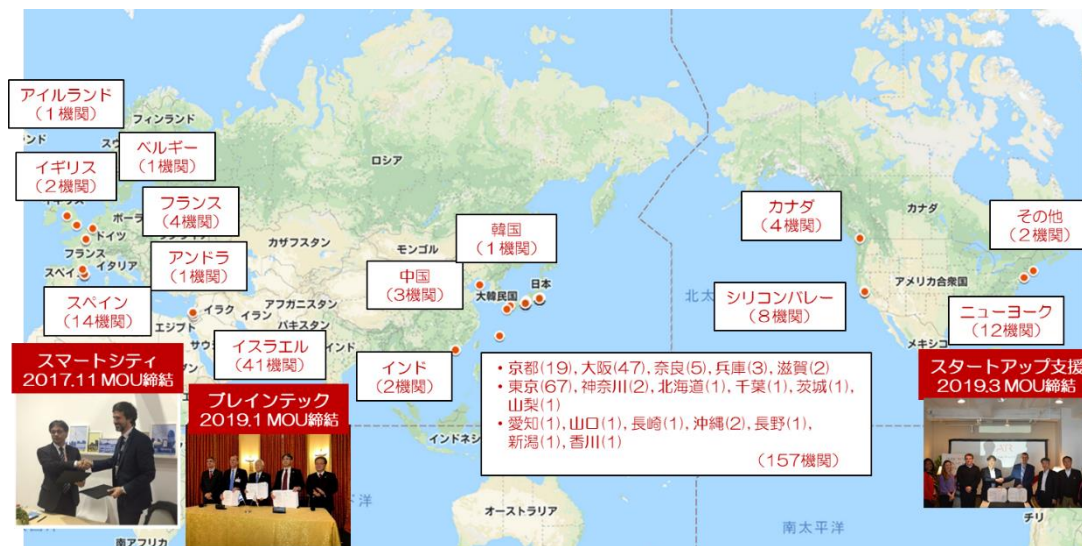 アイルランド
(1機関)
フィンランド
ベルギー
(1機関)
イギリス
(2機関)
ロシア
フランス
(4機関)
ドイツ
フランス
カザフスタン
モンゴル
韓国
(1機関)
カナダ
(4機関)
カナダ
その他
(2機関)
アンドラ
(1機関)
イタリア
中国
(3機関)
大韓民国
日本
アメリカ合衆国
スペイン
(14機関)
イラク
アフガニスタン
イラン
パキスタン
エジプト
シリコンバレー
(8機関)
ニューヨーク
(12機関)
メキシコ
イスラエル
(41機関)
インド
インド
(2機関)
スマートシティ
2017.11 MOU締結
ブレインテック
2019.1 MOU締結
・京都(19), 大阪(47), 奈良(5), 兵庫(3), 滋賀(2)
・東京(67), 神奈川(2), 北海道(1), 千葉(1), 茨城(1),
山梨(1)
・愛知(1), 山口(1), 長崎(1), 沖縄(2), 長野(1),
新潟(1), 香川(1)
(157機関)
スタートアップ支援
2019.3 MOU締結
インドネシ
オーストラリア
南太平洋
チリ
南アフリカ